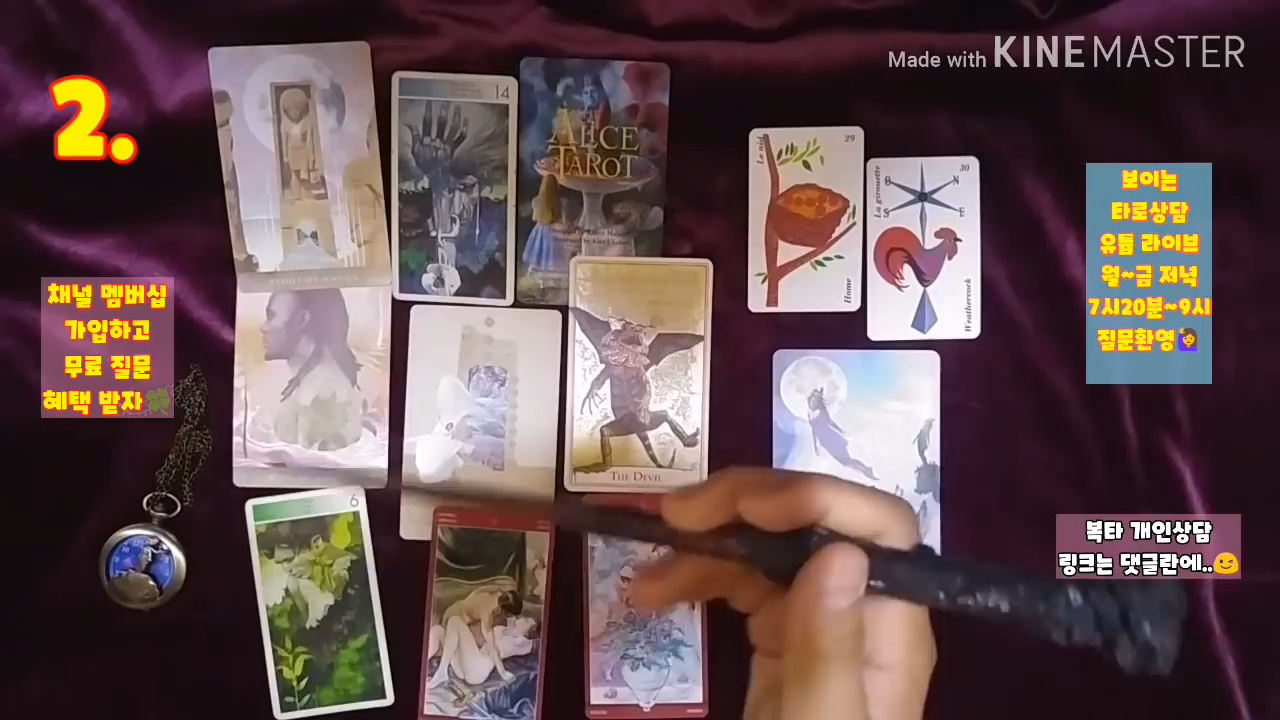 Made with KINEMASTER
2.
14
ALICE
TAROT
29
Home
30
La girouette
N
S
E
Weathercock
보이는
타로상담
유튭 라이브
월~금 저녁
7시20분~9시
질문환영🙋‍♀️
채널 멤버십
가입하고
무료 질문
혜택 받자🍀
THE DEVIL
6
복타 개인상담
링크는 댓글란에..😊